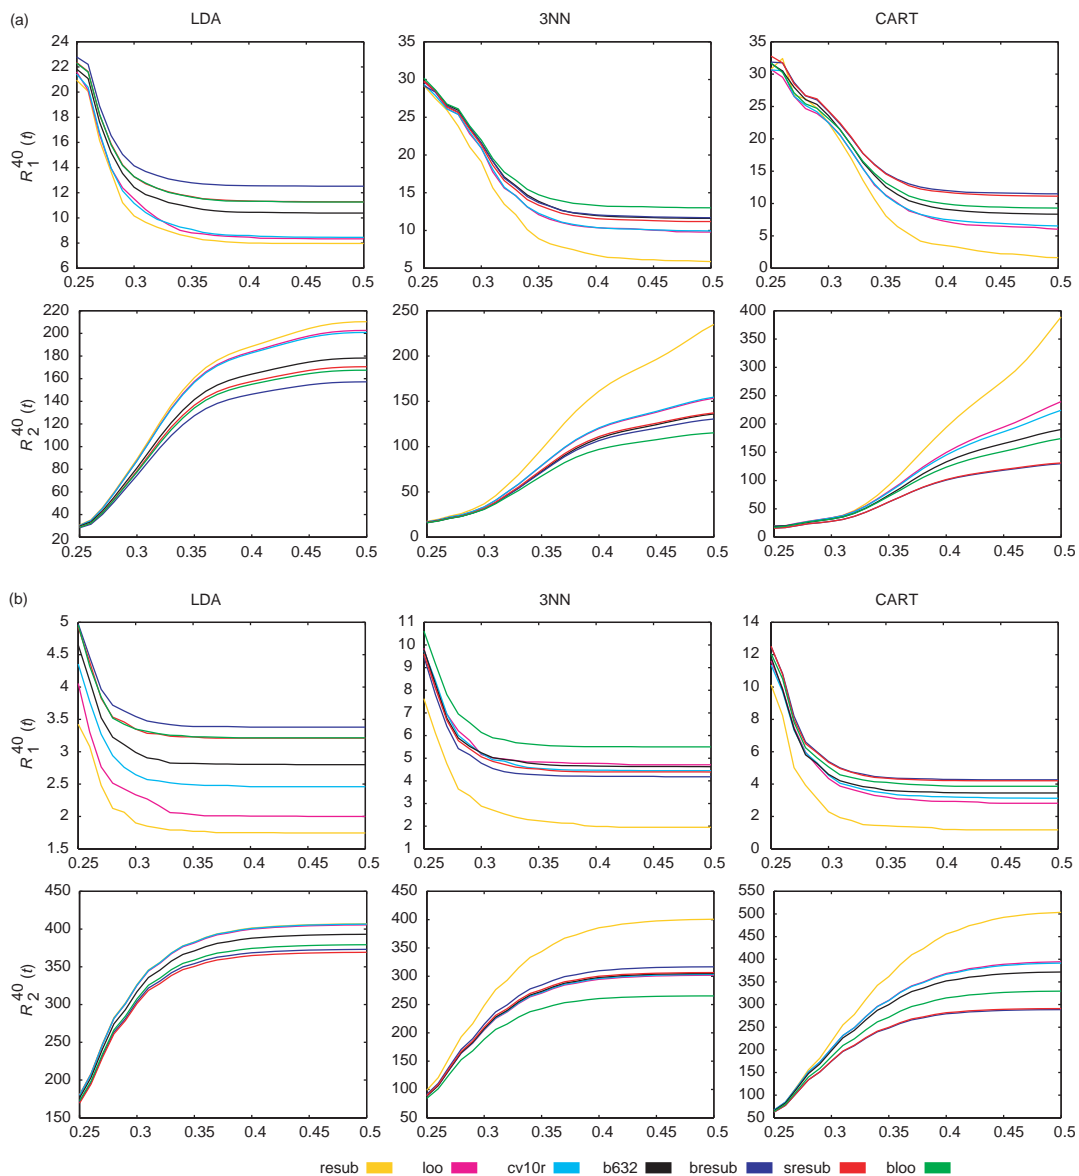 (a)
LDA 3NN CART
R₁⁴⁰(t)
24 22 20 18 16 14 12 10 8 6
0.25 0.3 0.35 0.4 0.45 0.5
35 30 25 20 15 10 5
0.25 0.3 0.35 0.4 0.45 0.5
35 30 25 20 15 10 5 0
0.25 0.3 0.35 0.4 0.45 0.5
R₂⁴⁰(t)
220 200 180 160 140 120 100 80 60 40 20
0.25 0.3 0.35 0.4 0.45 0.5
250 200 150 100 50 0
0.25 0.3 0.35 0.4 0.45 0.5
400 350 300 250 200 150 100 50 0
0.25 0.3 0.35 0.4 0.45 0.5
(b)
LDA 3NN CART
R₁⁴⁰(t)
5 4.5 4 3.5 3 2.5 2 1.5
0.25 0.3 0.35 0.4 0.45 0.5
11 10 9 8 7 6 5 4 3 2 1
0.25 0.3 0.35 0.4 0.45 0.5
14 12 10 8 6 4 2 0
0.25 0.3 0.35 0.4 0.45 0.5
R₂⁴⁰(t)
450 400 350 300 250 200 150
0.25 0.3 0.35 0.4 0.45 0.5
450 400 350 300 250 200 150 100 50
0.25 0.3 0.35 0.4 0.45 0.5
550 500 450 400 350 300 250 200 150 100 50
0.25 0.3 0.35 0.4 0.45 0.5
resub loo cv10r b632 bresub sresub bloo